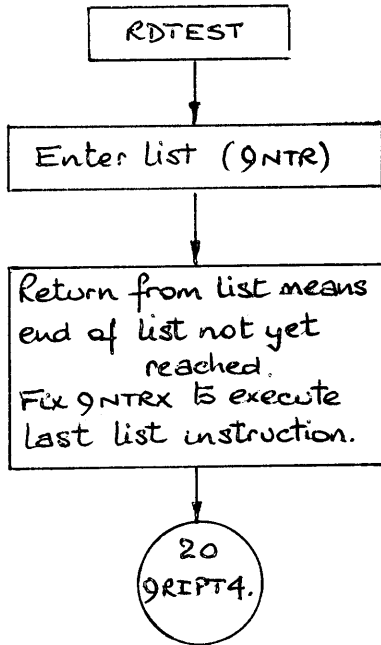 RDTEST
Enter list (9NTR)
Return from list means
end of list not yet
reached.
Fix 9NTRX to execute
last list instruction.
20
9RIPT4.